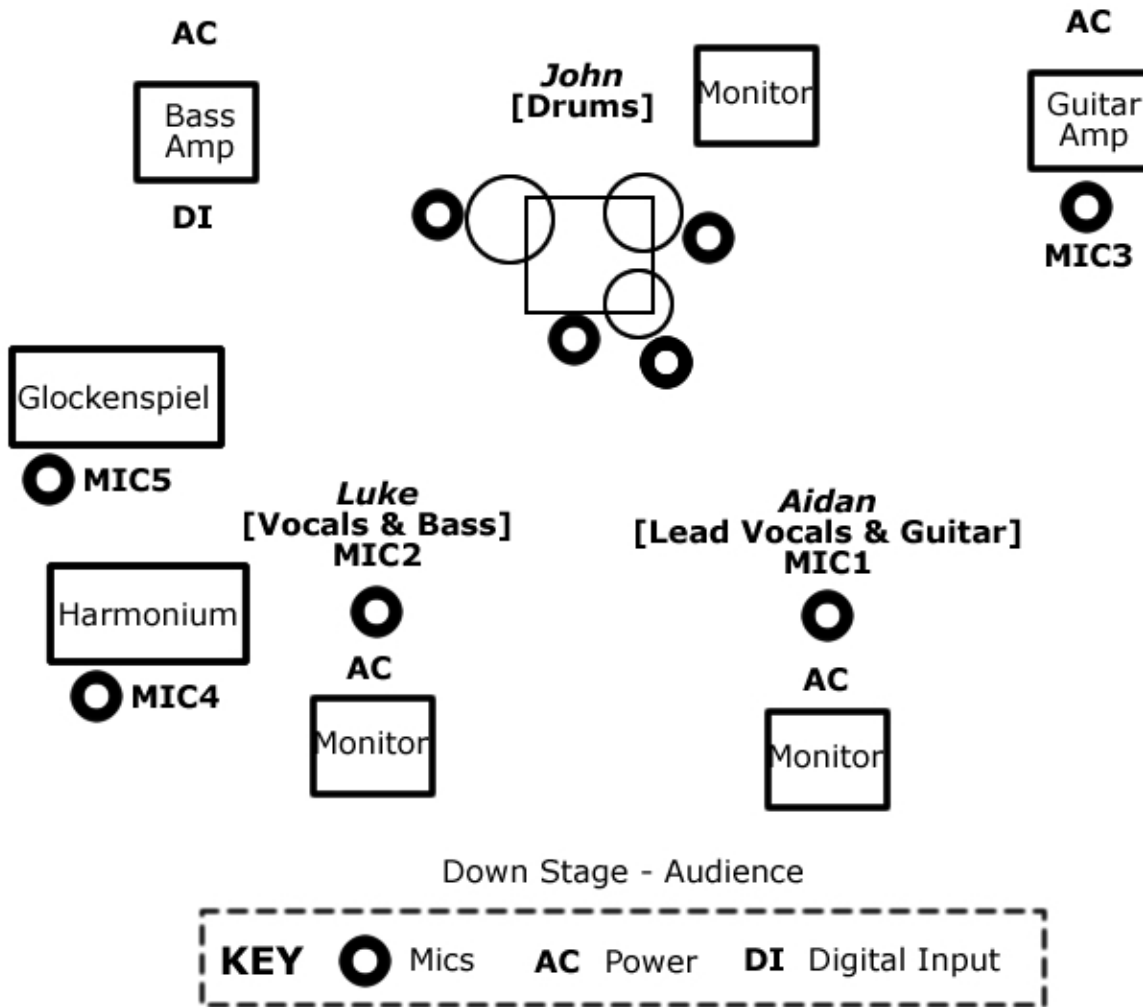 AC
AC
John
[Drums]
Monitor
Bass
Amp
Guitar
Amp
DI
MIC3
Glockenspiel
MIC5
Luke
[Vocals & Bass]
MIC2
Aidan
[Lead Vocals & Guitar]
MIC1
Harmonium
MIC4
AC
AC
Monitor
Monitor
Down Stage - Audience
KEY Mics AC Power DI Digital Input